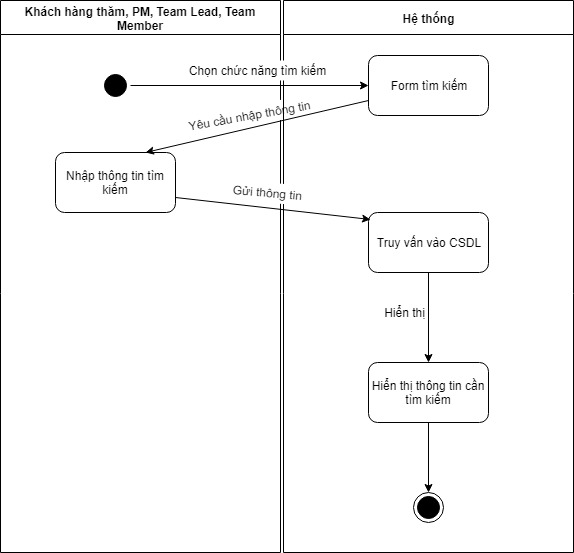 Khách hàng thăm, PM, Team Lead, Team
Member
Hệ thống
Chọn chức năng tìm kiếm
Form tìm kiếm
Yêu cầu nhập thông tin
Nhập thông tin tìm
kiếm
Gửi thông tin
Truy vấn vào CSDL
Hiển thị
Hiển thị thông tin cần
tìm kiếm